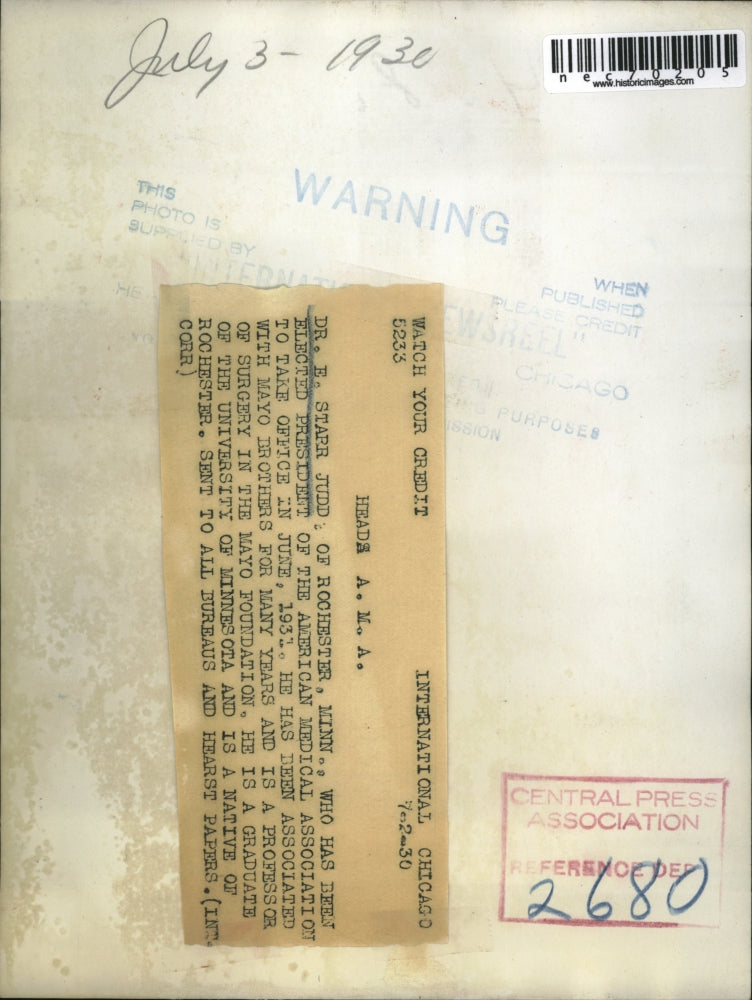 July 3 - 1930
nec70205
www.historicimages.com
WARNING
THIS
PHOTO IS
SUPPLIED BY
WHEN
PUBLISHED
PLEASE CREDIT
CHICAGO
PURPOSES
WATCH YOUR CREDIT INTERNATIONAL CHICAGO
5233 7-2-30
HEADS A. M. A.
DR. E. STARR JUDD, OF ROCHESTER, MINN., WHO HAS BEEN
ELECTED PRESIDENT OF THE AMERICAN MEDICAL ASSOCIATION
TO TAKE OFFICE IN JUNE, 1931. HE HAS BEEN ASSOCIATED
WITH MAYO BROTHERS FOR MANY YEARS AND IS A PROFESSOR
OF SURGERY IN THE MAYO FOUNDATION. HE IS A GRADUATE
OF THE UNIVERSITY OF MINNESOTA AND IS A NATIVE OF
ROCHESTER. SENT TO ALL BUREAUS AND HEARST PAPERS. (INT.
CORR)
CENTRAL PRESS
ASSOCIATION
REFERENCE DEP
2680